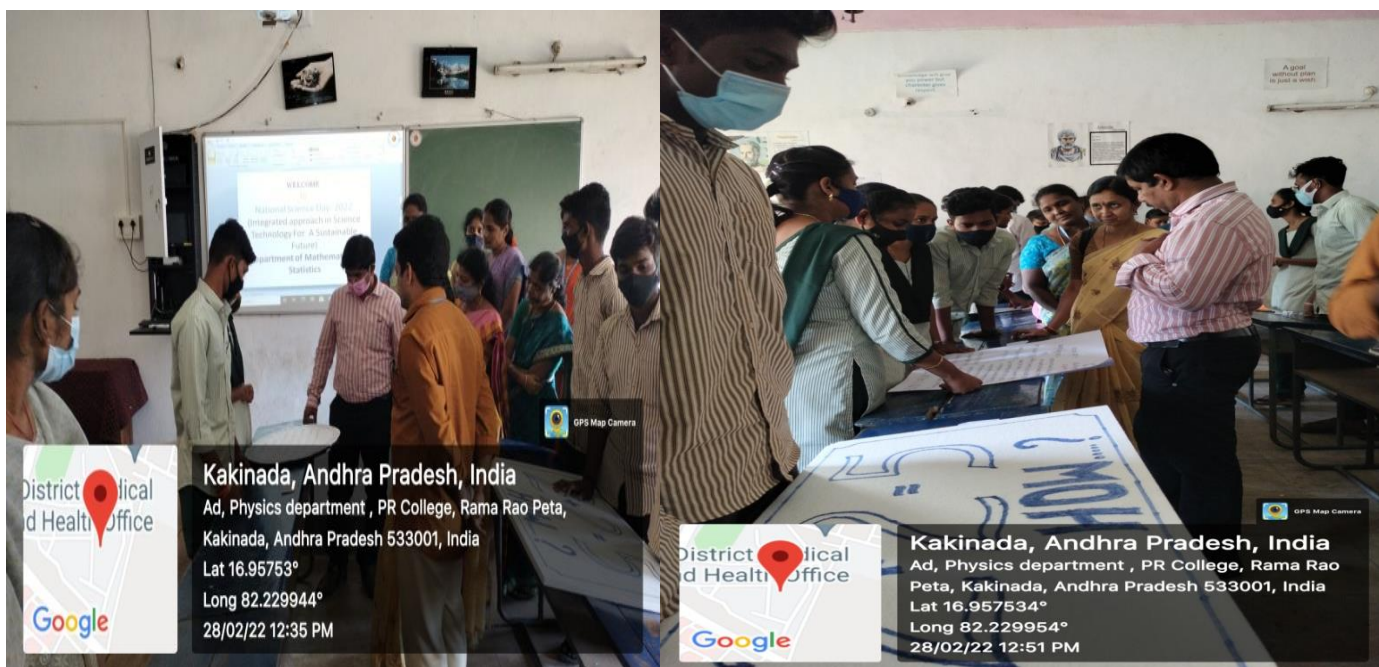 WELCOME
National Science Day-2022
(Integrated approach in Science
Technology For A Sustainable
Future)
Department of Mathematics
Statistics
GPS Map Camera
District Medical
nd Health Office
Google
Kakinada, Andhra Pradesh, India
Ad, Physics department , PR College, Rama Rao Peta,
Kakinada, Andhra Pradesh 533001, India
Lat 16.95753°
Long 82.229944°
28/02/22 12:35 PM
A goal
without plan
is just a wish.
HOW ......?
=5
GPS Map Camera
District Medical
nd Health Office
Google
Kakinada, Andhra Pradesh, India
Ad, Physics department , PR College, Rama Rao
Peta, Kakinada, Andhra Pradesh 533001, India
Lat 16.957534°
Long 82.229954°
28/02/22 12:51 PM